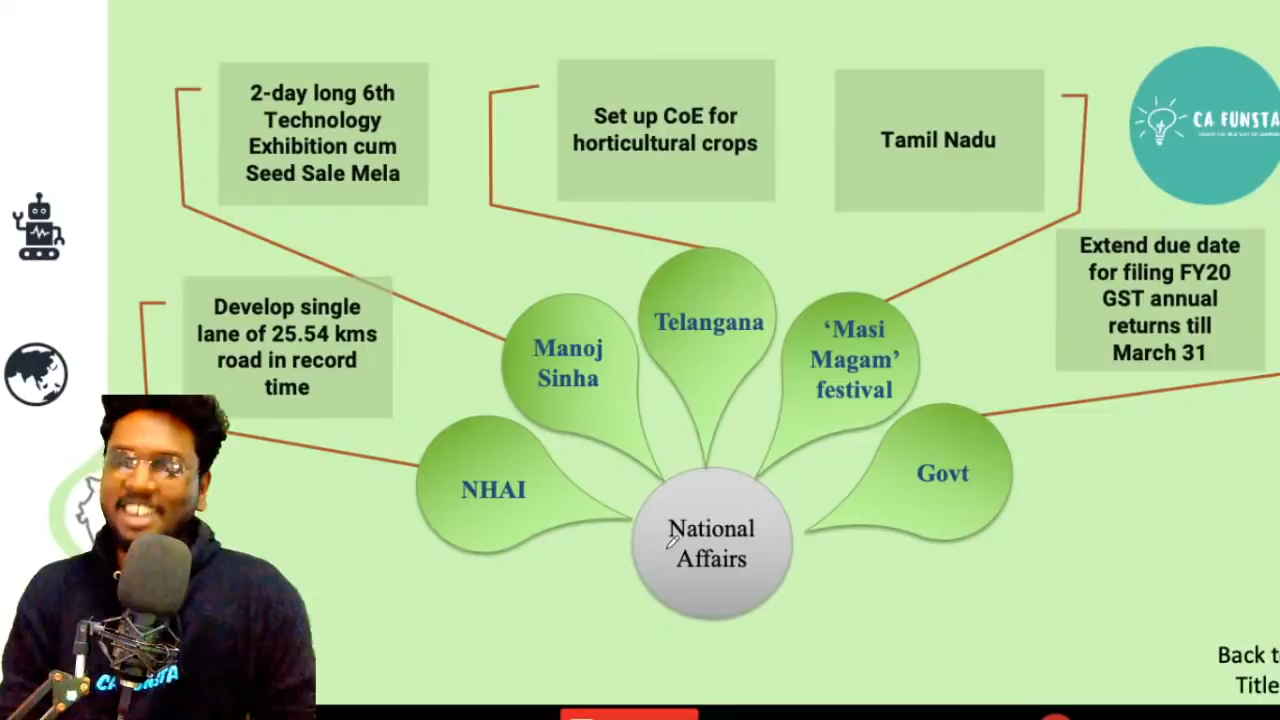 2-day long 6th
Technology
Exhibition cum
Seed Sale Mela
Set up CoE for
horticultural crops
Tamil Nadu
CA FUNSTA
Extend due date
for filing FY20
GST annual
returns till
March 31
Develop single
lane of 25.54 kms
road in record
time
Manoj
Sinha
Telangana
‘Masi
Magam’
festival
NHAI
Govt
National
Affairs
CA FUNSTA
Back t
Title